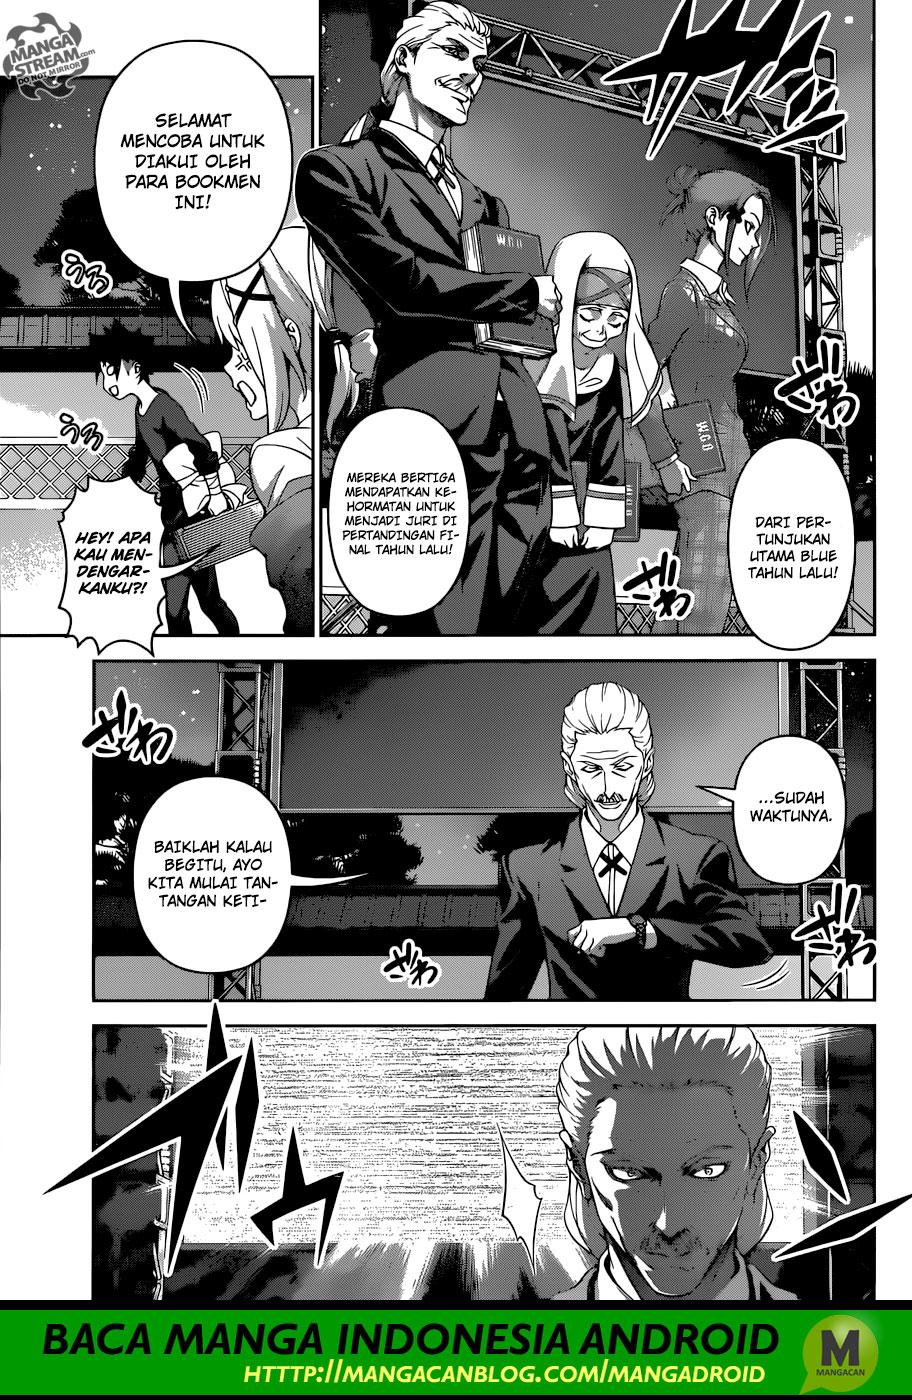 MANGA
STREAM.com
DO NOT MIRROR
DARI PER-
TUNJUKAN
UTAMA BLUE
TAHUN LALU!
MEREKA BERTIGA
MENDAPATKAN KE-
HORMATAN UNTUK
MENJADI JURI DI
PERTANDINGAN FI-
NAL TAHUN LALU!
SELAMAT
MENCOBA UNTUK
DIAKUI OLEH
PARA BOOKMEN
INI!
HEY! APA
KAU MEN-
DENGAR-
KANKU?!
WGO
WGO
WGO
うろ
うろ
ざわ
ざわ
...SUDAH
WAKTUNYA.
BAIKLAH KALAU
BEGITU, AYO
KITA MULAI TAN-
TANGAN KETI-
ざわ
ざわ
ざわ
BACA MANGA INDONESIA ANDROID
HTTTP://MANGACANBLOG.COM/MANGADROID
M
MANGACAN